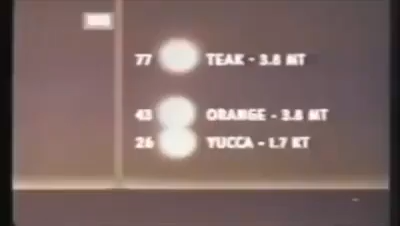 77 TEAK - 3.8 MT
43 ORANGE - 3.8 MT
26 YUCCA - 1.7 KT